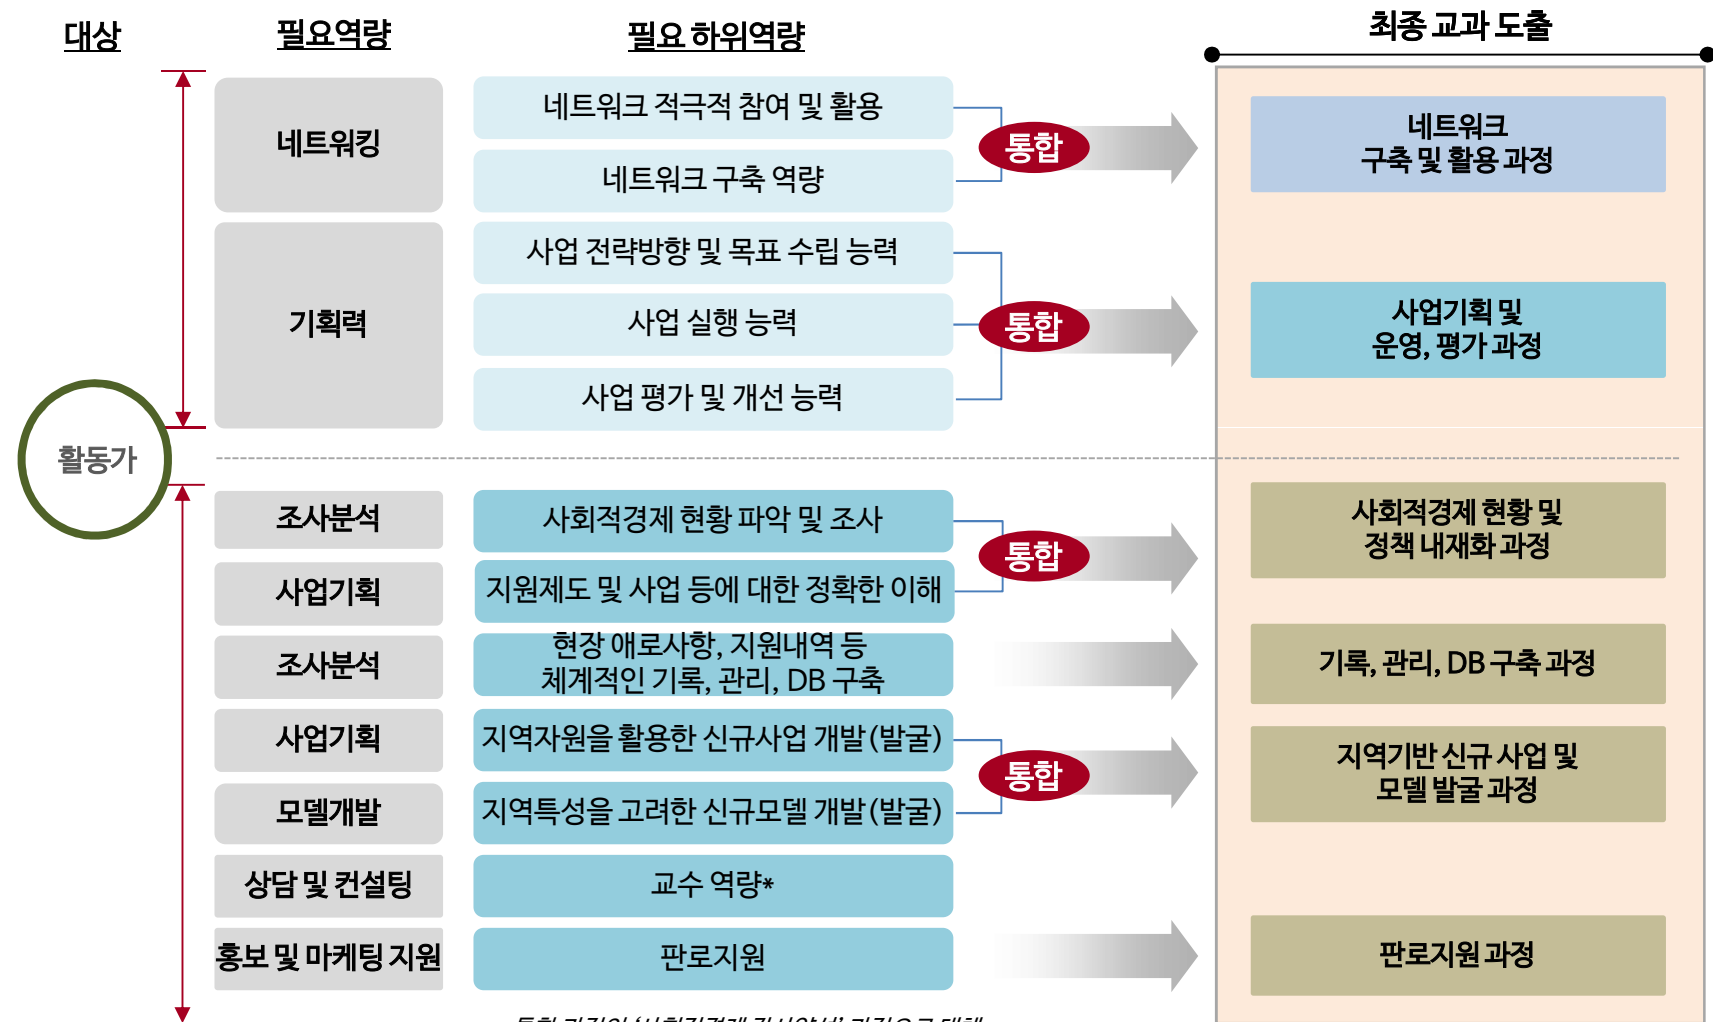 대상
필요역량
필요 하위역량
최종 교과 도출
네트워킹
네트워크 적극적 참여 및 활용
네트워크 구축 역량
통합
네트워크
구축 및 활용 과정
기획력
사업 전략방향 및 목표 수립 능력
사업 실행 능력
사업 평가 및 개선 능력
통합
사업기획 및
운영, 평가 과정
활동가
조사분석
사회적경제 현황 파악 및 조사
사업기획
지원제도 및 사업 등에 대한 정확한 이해
통합
사회적경제 현황 및
정책 내재화 과정
조사분석
현장 애로사항, 지원내역 등
체계적인 기록, 관리, DB 구축
기록, 관리, DB 구축 과정
사업기획
지역자원을 활용한 신규사업 개발(발굴)
모델개발
지역특성을 고려한 신규모델 개발(발굴)
통합
지역기반 신규 사업 및
모델 발굴 과정
상담 및 컨설팅
교수 역량*
홍보 및 마케팅 지원
판로지원
판로지원 과정